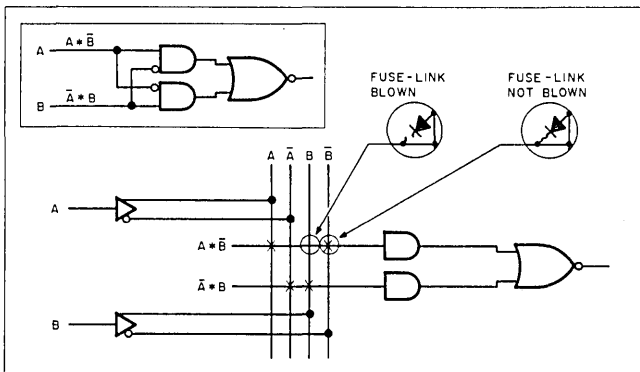 A
A * B̅
B
A̅ * B
FUSE-LINK BLOWN
FUSE-LINK NOT BLOWN
A A̅ B B̅
A
A * B̅
A̅ * B
B